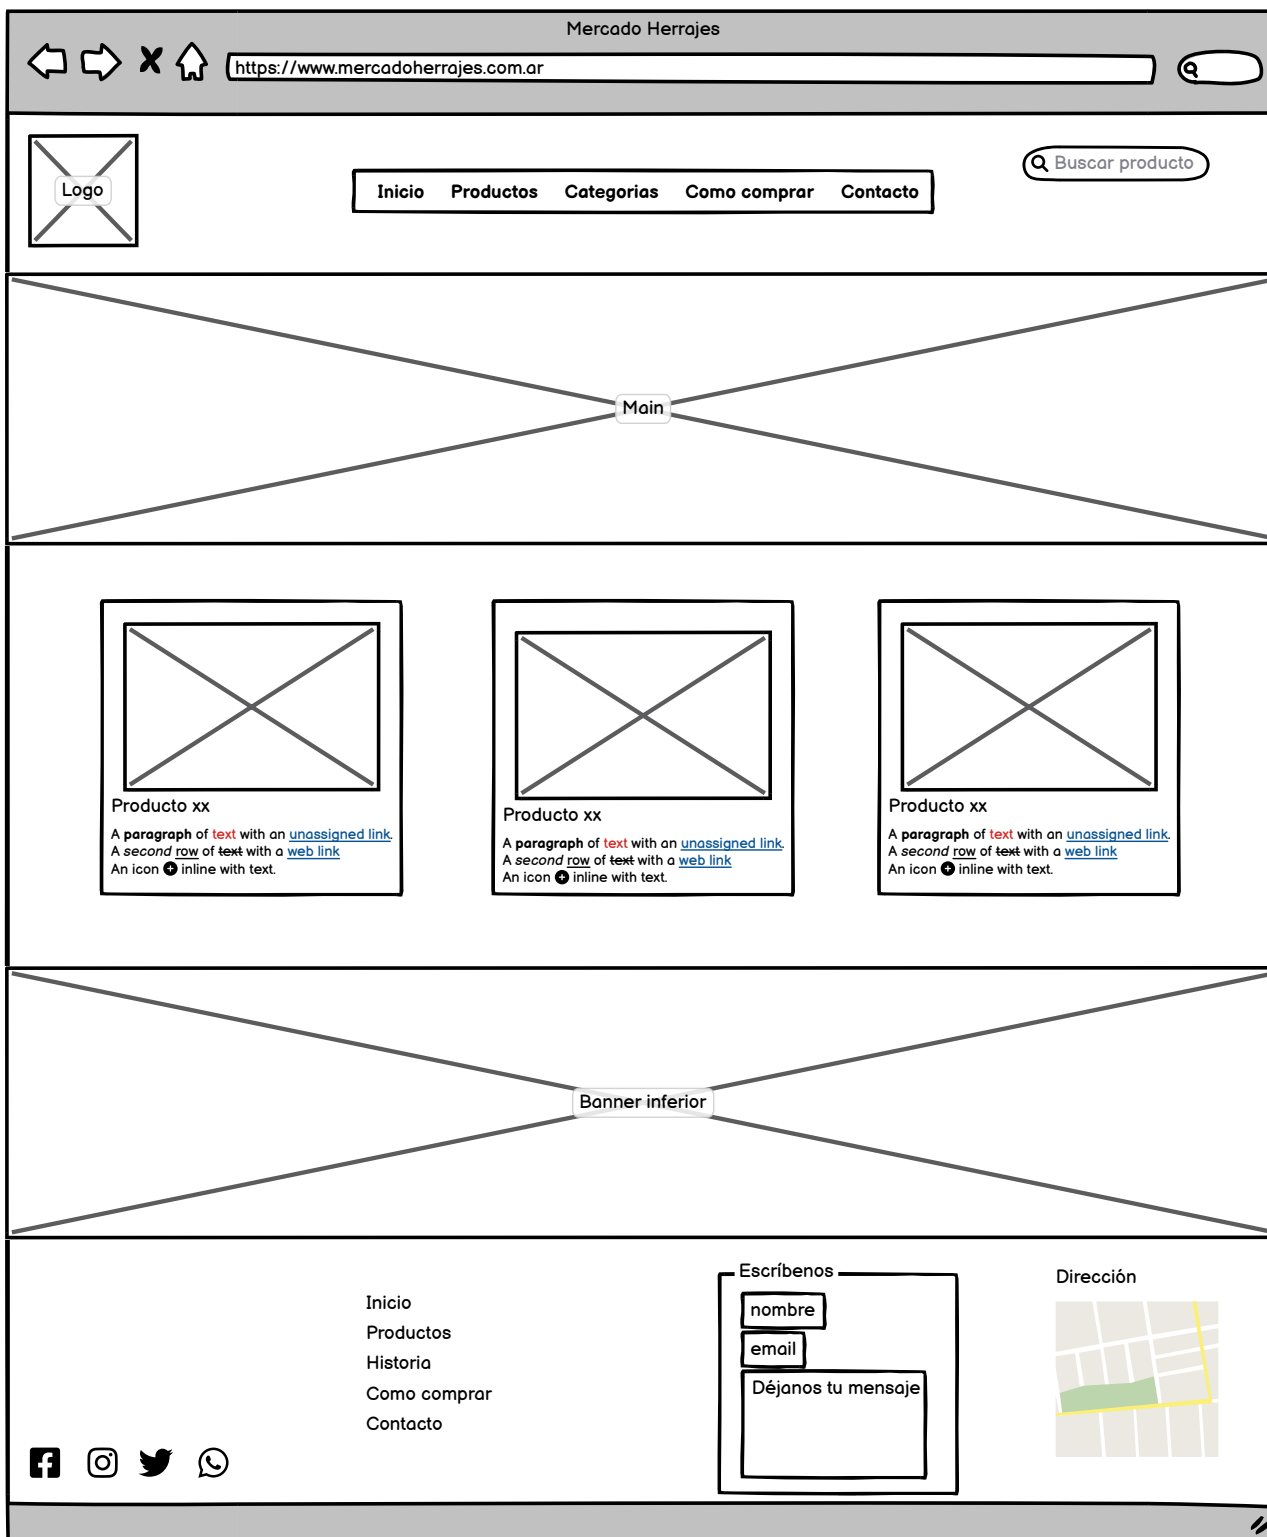 Mercado Herrajes
https://www.mercadoherrajes.com.ar
Logo
Inicio Productos Categorias Como comprar Contacto
Buscar producto
Main
Producto xx
A paragraph of text with an unassigned link.
A second row of text with a web link
An icon inline with text.
Producto xx
A paragraph of text with an unassigned link.
A second row of text with a web link
An icon inline with text.
Producto xx
A paragraph of text with an unassigned link.
A second row of text with a web link
An icon inline with text.
Banner inferior
Inicio
Productos
Historia
Como comprar
Contacto
Escríbenos
nombre
email
Déjanos tu mensaje
Dirección